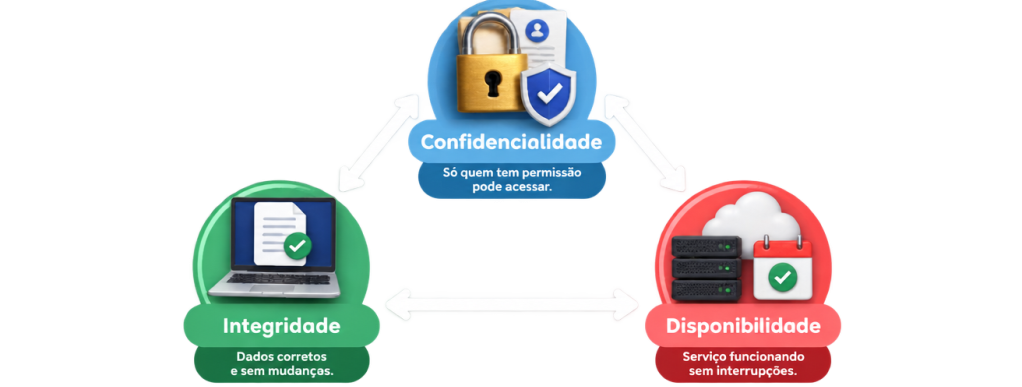 Confidencialidade
Só quem tem permissão
pode acessar.
Integridade
Dados corretos
e sem mudanças.
Disponibilidade
Serviço funcionando
sem interrupções.